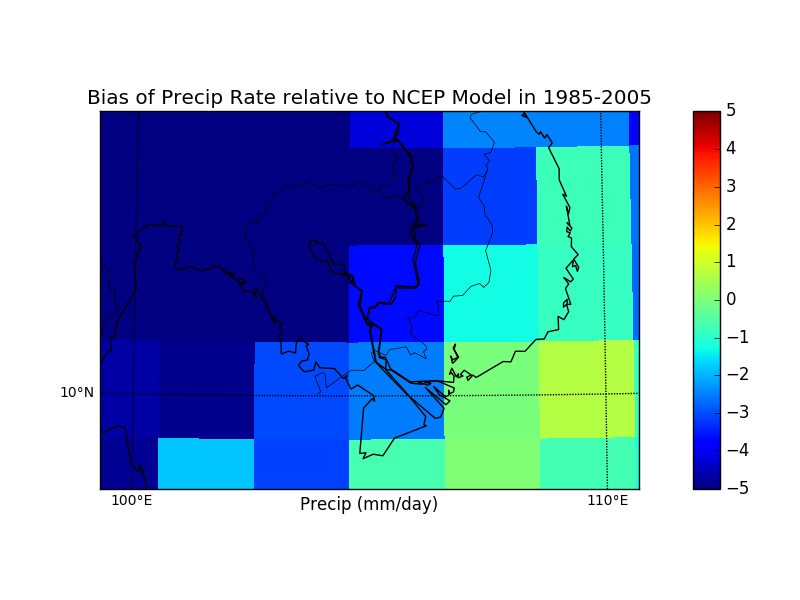 Bias of Precip Rate relative to NCEP Model in 1985-2005
5
4
3
2
1
0
−1
−2
−3
−4
−5
10°N
100°E
110°E
Precip (mm/day)